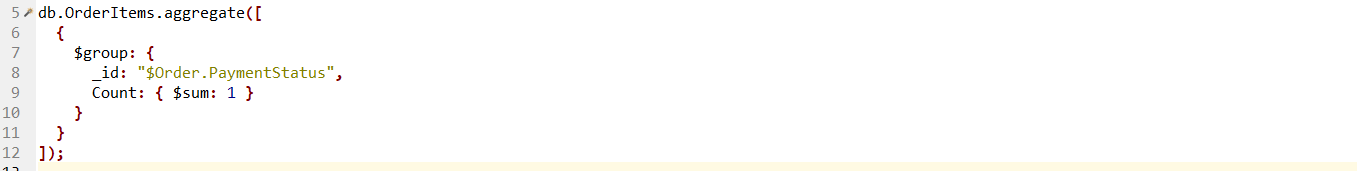 5 db.OrderItems.aggregate([
6 {
7 $group: {
8 _id: "$Order.PaymentStatus",
9 Count: { $sum: 1 }
10 }
11 }
12 ]);
13